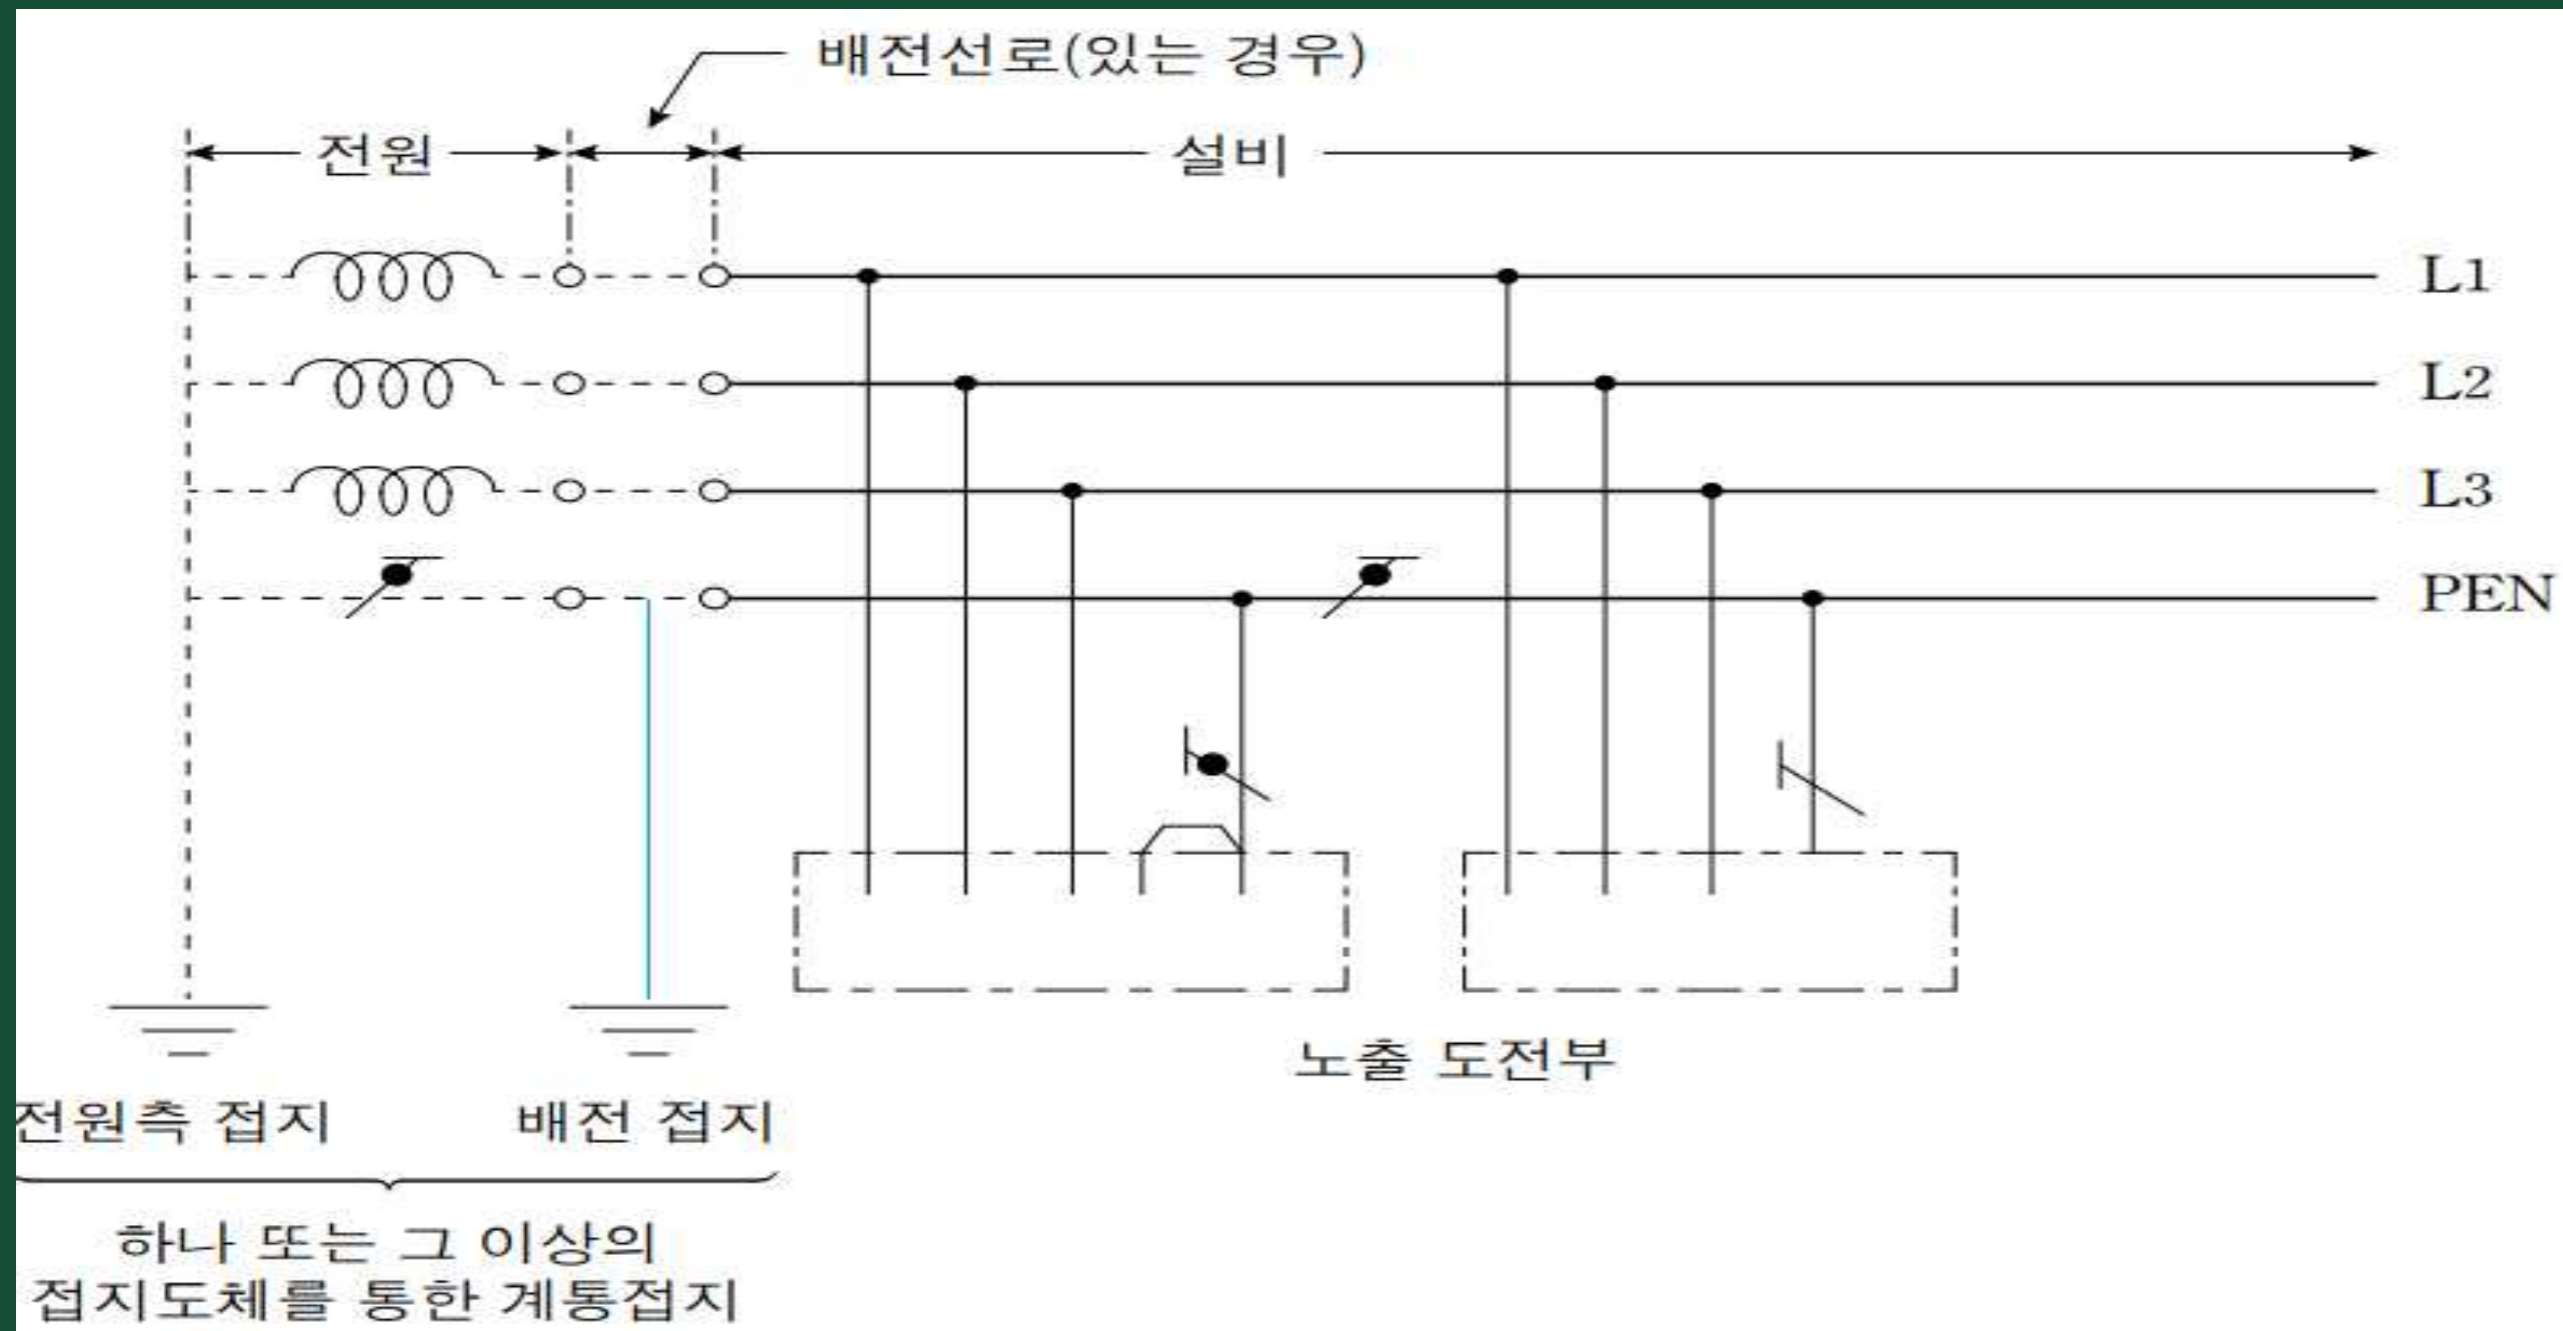 배전선로(있는 경우)
전원
설비
L1
L2
L3
PEN
노출 도전부
전원측 접지
배전 접지
하나 또는 그 이상의
접지도체를 통한 계통접지